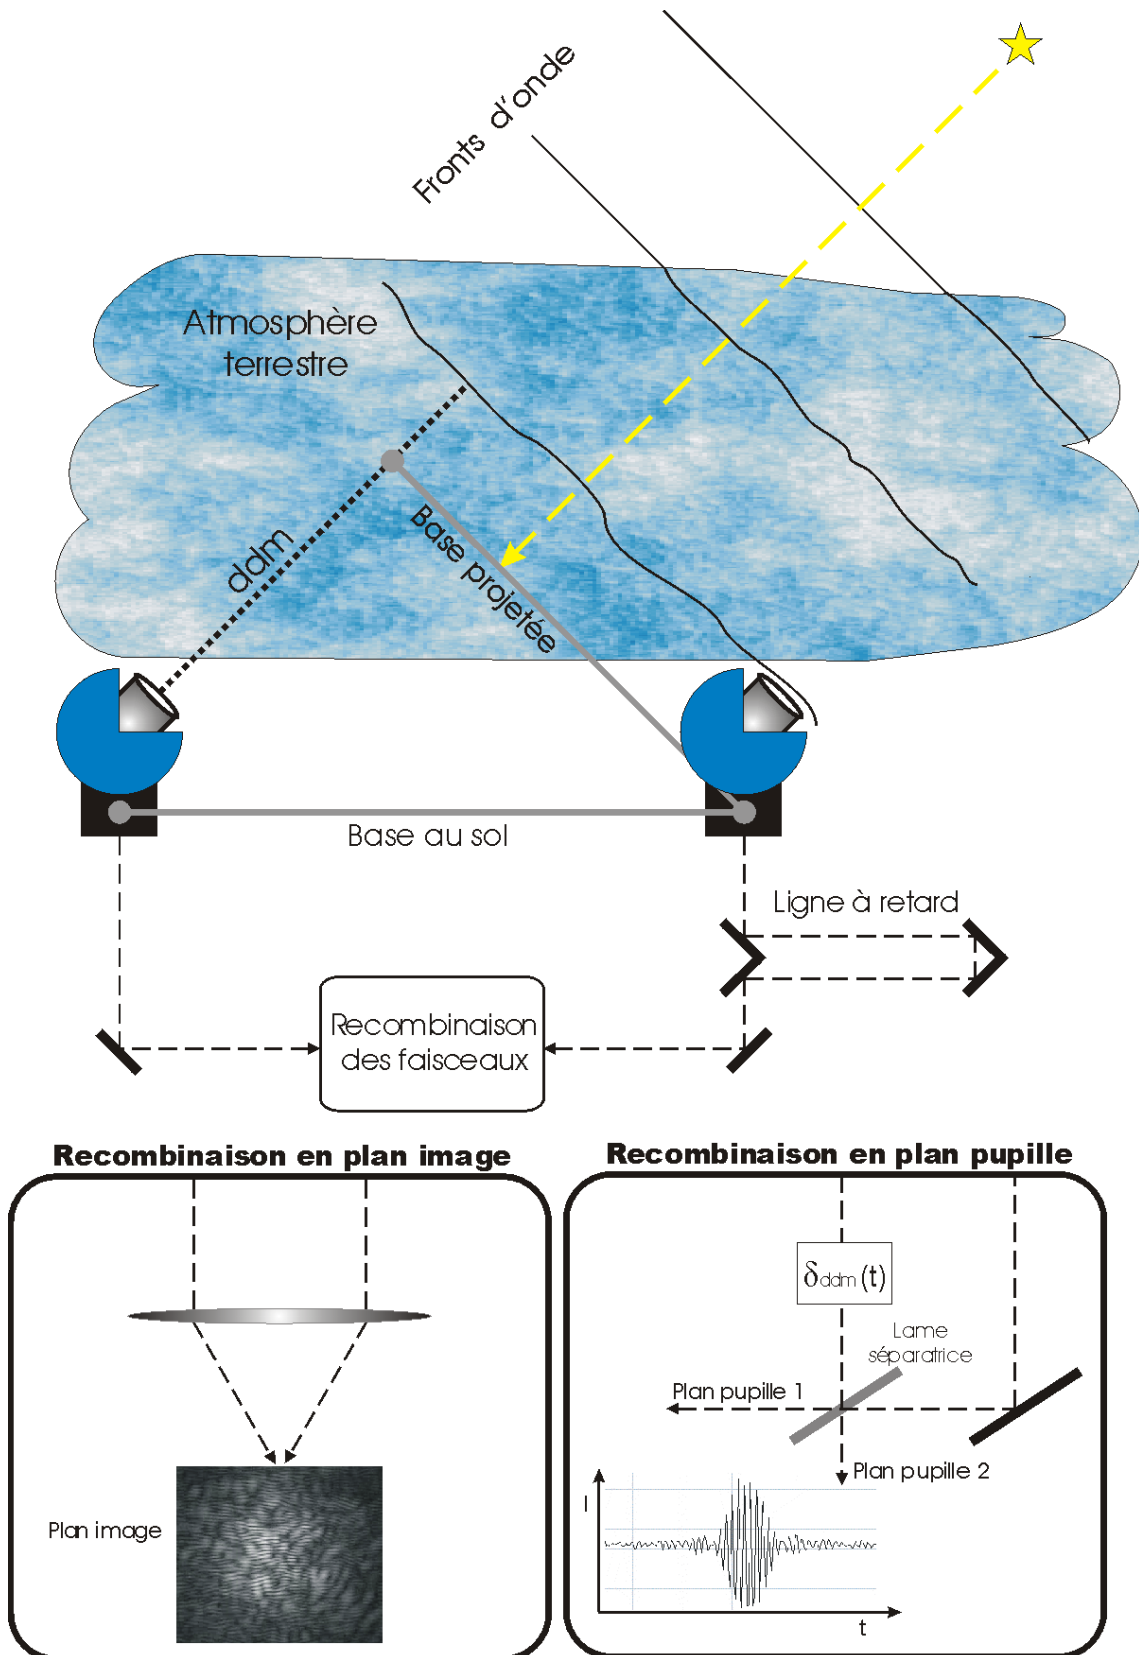 Fronts d'onde
Atmosphère
terrestre
ddm
Base projetée
Base au sol
Ligne à retard
Recombinaison
des faisceaux
Recombinaison en plan image
Recombinaison en plan pupille
δddm(t)
Lame
séparatrice
Plan pupille 1
Plan pupille 2
I
Plan image
t